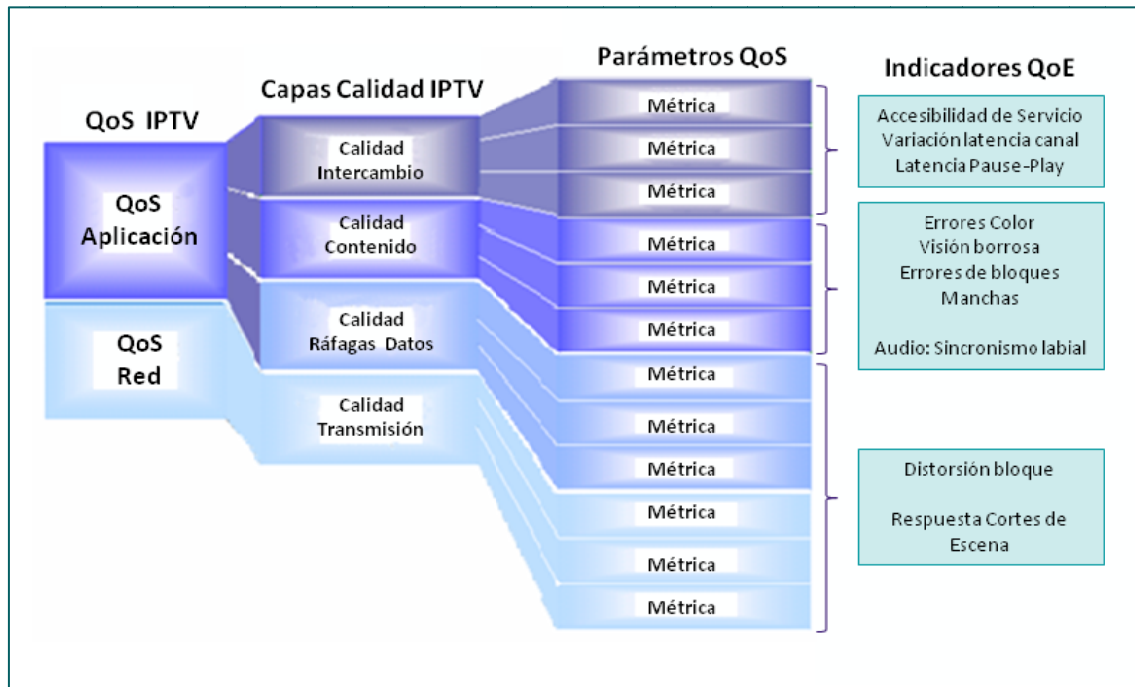 QoS IPTV
QoS
Aplicación
QoS
Red
Capas Calidad IPTV
Calidad
Intercambio
Calidad
Contenido
Calidad
Ráfagas Datos
Calidad
Transmisión
Parámetros QoS
Métrica
Métrica
Métrica
Métrica
Métrica
Métrica
Métrica
Métrica
Métrica
Métrica
Métrica
Métrica
Indicadores QoE
Accesibilidad de Servicio
Variación latencia canal
Latencia Pause-Play
Errores Color
Visión borrosa
Errores de bloques
Manchas
Audio: Sincronismo labial
Distorsión bloque
Respuesta Cortes de
Escena